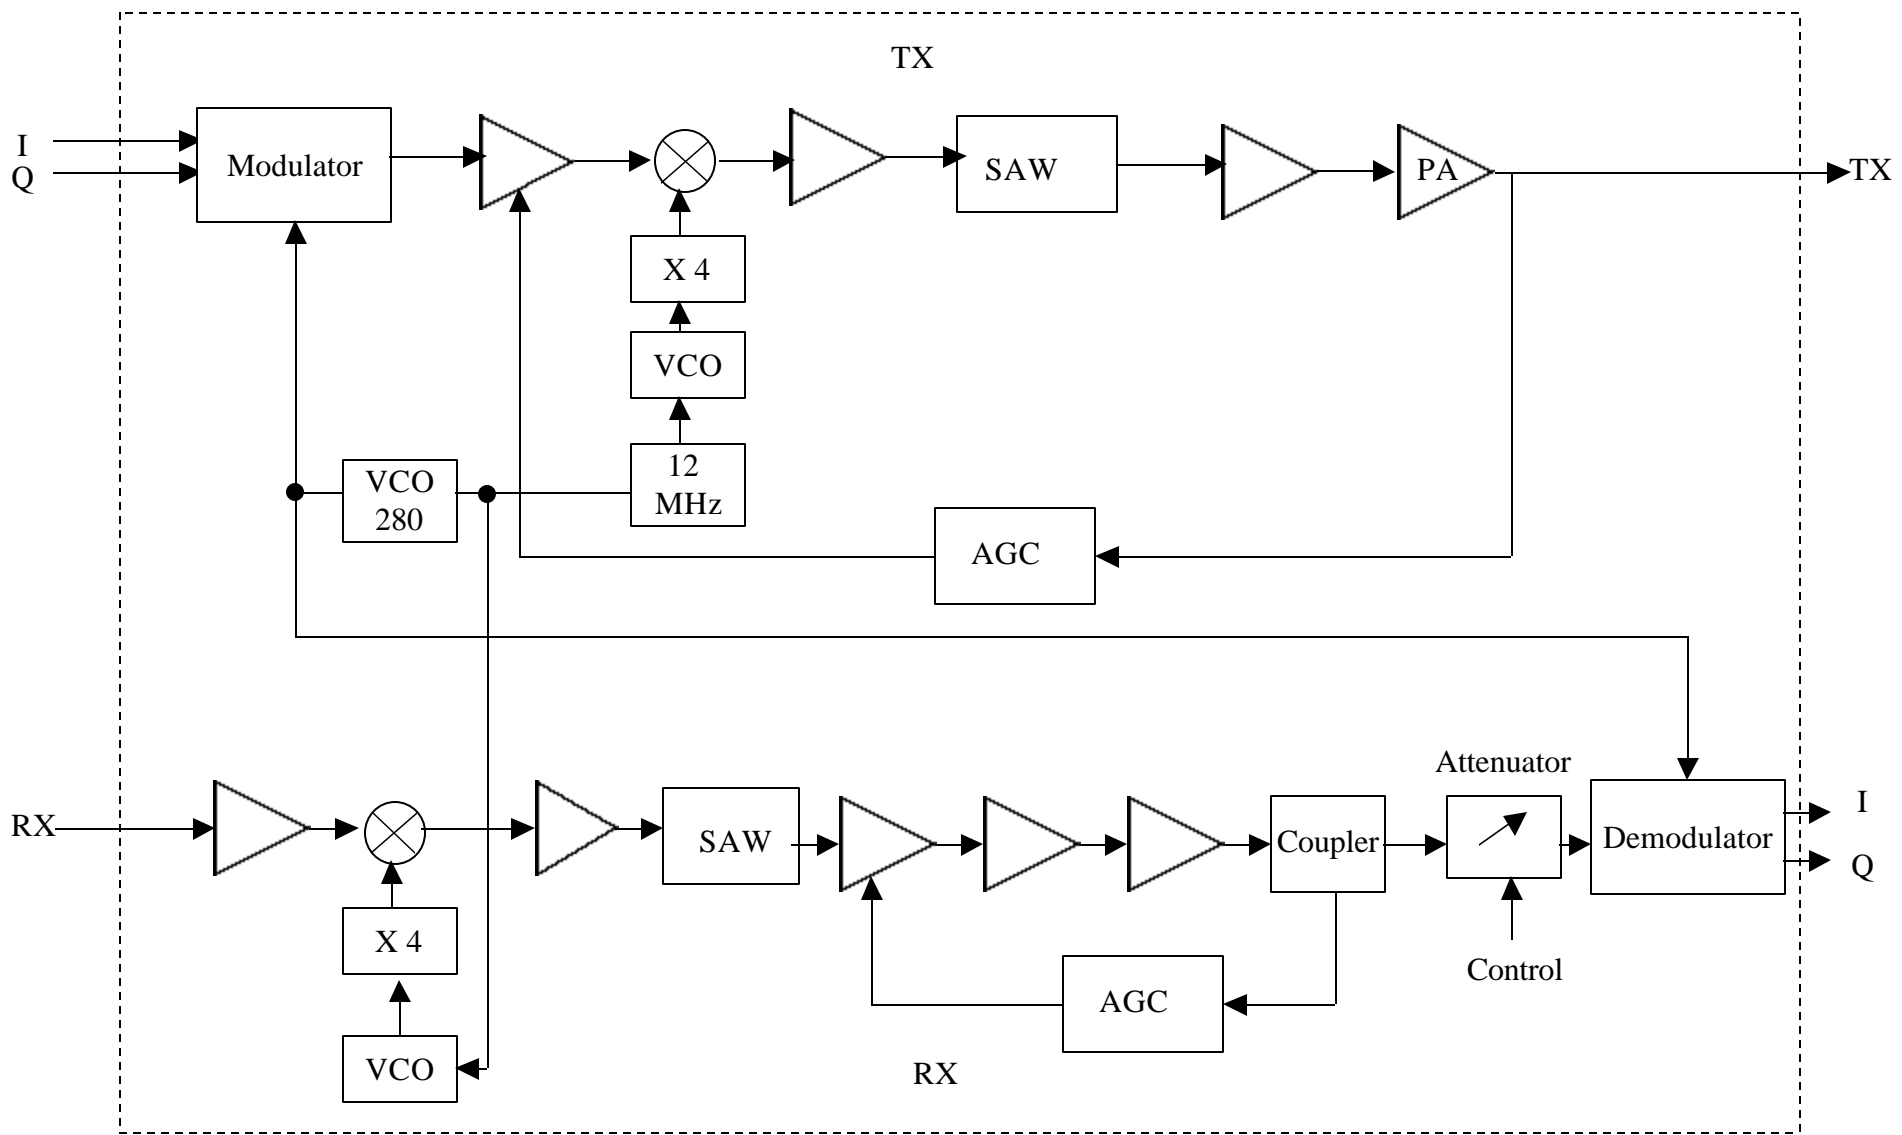 TX
I
Q
Modulator
SAW
PA
TX
X 4
VCO
12
MHz
VCO
280
AGC
Attenuator
RX
SAW
Coupler
Demodulator
I
Q
X 4
Control
AGC
VCO
RX